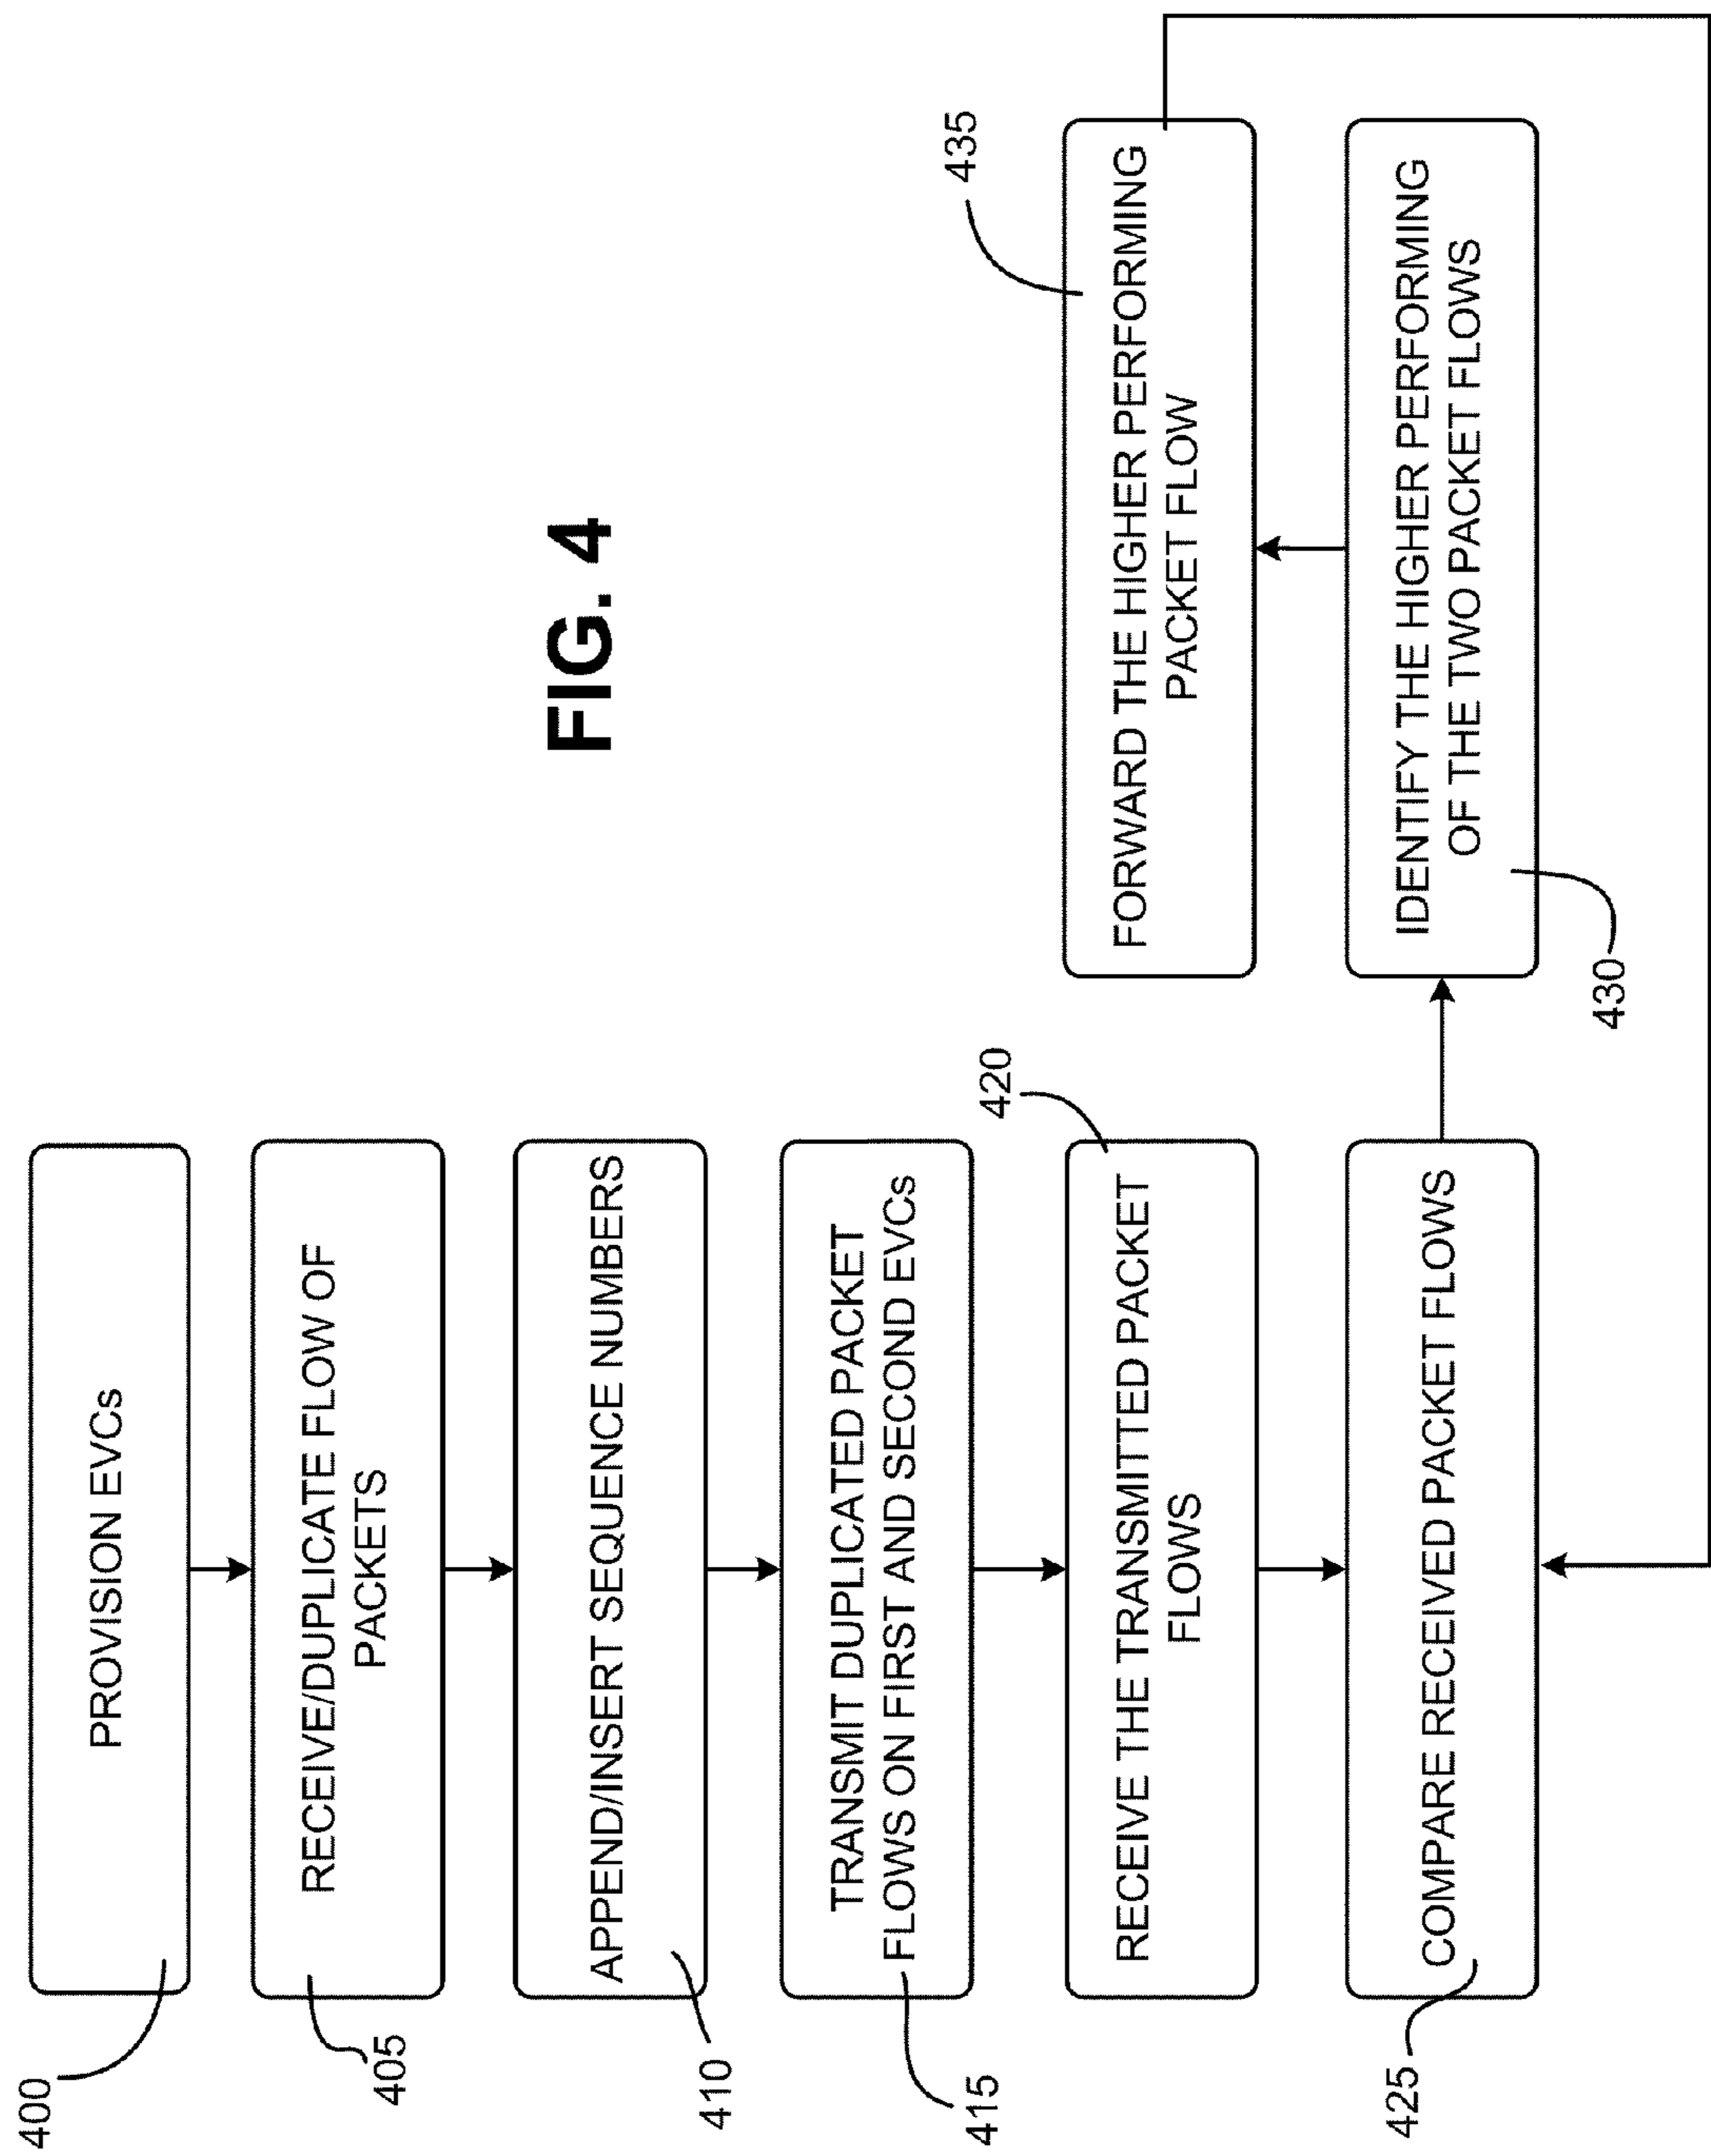 400
PROVISION EVCs
405
RECEIVE/DUPLICATE FLOW OF
PACKETS
410
APPEND/INSERT SEQUENCE NUMBERS
415
TRANSMIT DUPLICATED PACKET
FLOWS ON FIRST AND SECOND EVCs
420
RECEIVE THE TRANSMITTED PACKET
FLOWS
425
COMPARE RECEIVED PACKET FLOWS
430
IDENTIFY THE HIGHER PERFORMING
OF THE TWO PACKET FLOWS
435
FORWARD THE HIGHER PERFORMING
PACKET FLOW
FIG. 4